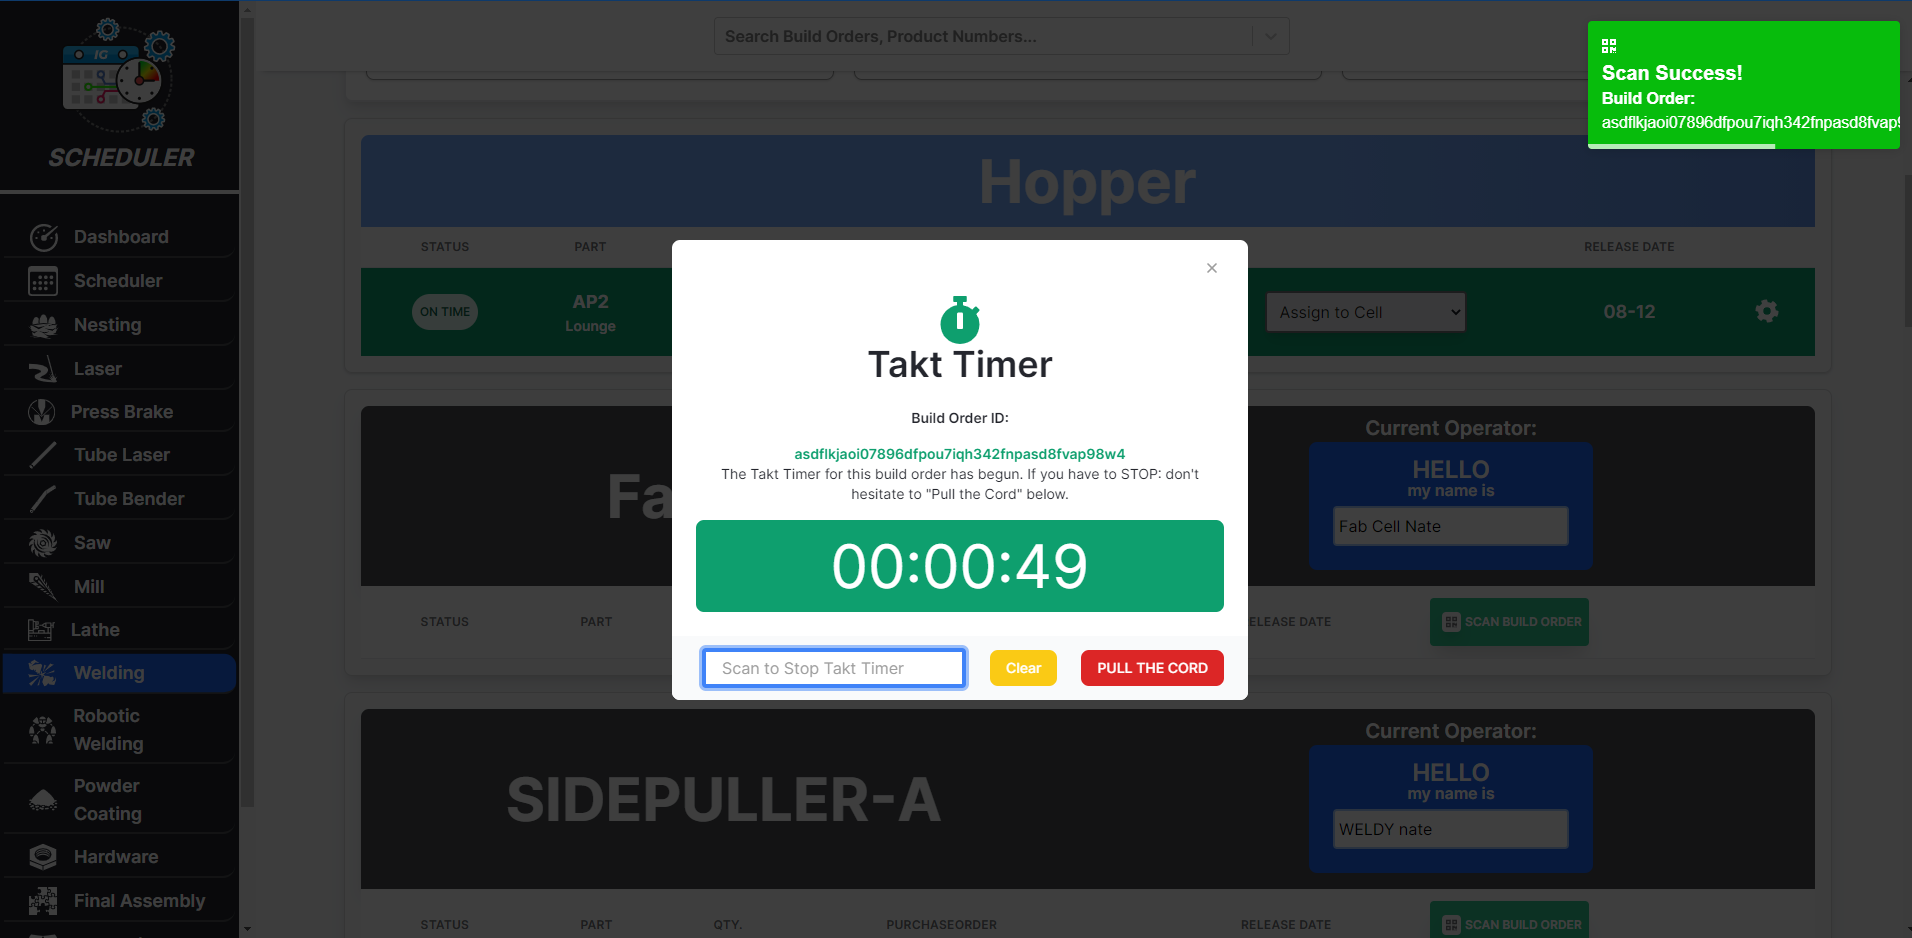 IG
SCHEDULER
Dashboard
Scheduler
Nesting
Laser
Press Brake
Tube Laser
Tube Bender
Saw
Mill
Lathe
Welding
Robotic
Welding
Powder
Coating
Hardware
Final Assembly
Search Build Orders, Product Numbers...
Scan Success!
Build Order:
asdflkjaoi07896dfpou7iqh342fnpasd8fvap9
Hopper
STATUS PART RELEASE DATE
ON TIME
AP2
Lounge
Assign to Cell
08-12
Takt Timer
Build Order ID:
asdflkjaoi07896dfpou7iqh342fnpasd8fvap98w4
The Takt Timer for this build order has begun. If you have to STOP: don't
hesitate to "Pull the Cord" below.
00:00:49
Scan to Stop Takt Timer
Clear
PULL THE CORD
Fa
Current Operator:
HELLO
my name is
Fab Cell Nate
STATUS PART ELEASE DATE
SCAN BUILD ORDER
SIDEPULLER-A
Current Operator:
HELLO
my name is
WELDY nate
STATUS PART QTY. PURCHASEORDER RELEASE DATE
SCAN BUILD ORDER